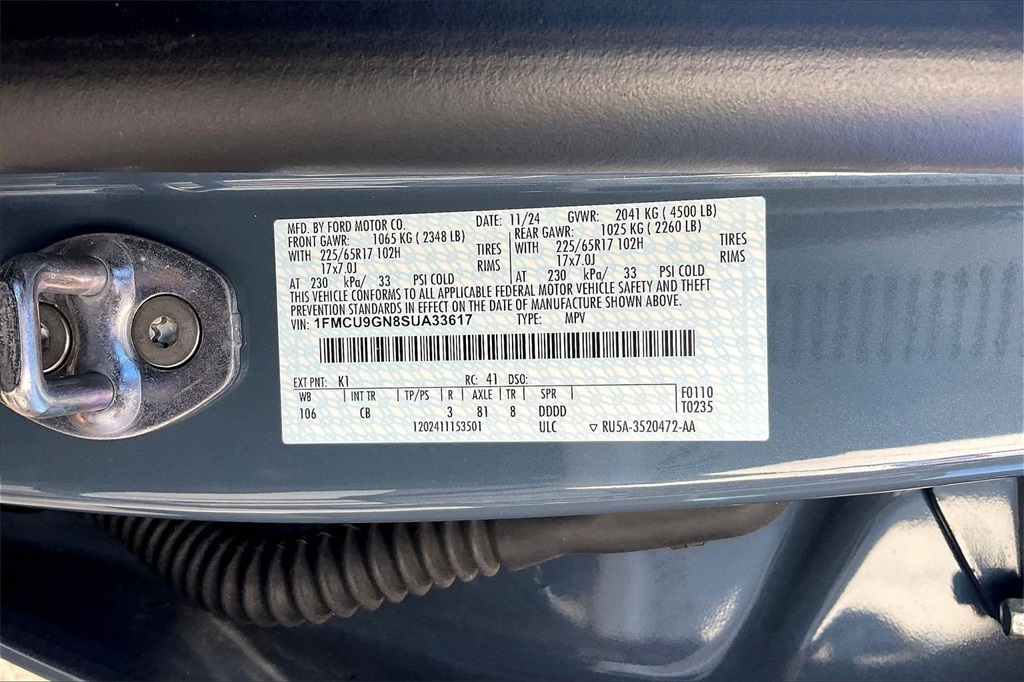 MFD. BY FORD MOTOR CO. DATE: 11/24 GVWR: 2041 KG ( 4500 LB)
FRONT GAWR: 1065 KG ( 2348 LB) REAR GAWR: 1025 KG ( 2260 LB)
WITH 225/65R17 102H TIRES WITH 225/65R17 102H TIRES
17x7.0J RIMS 17x7.0J RIMS
AT 230 kPa/ 33 PSI COLD AT 230 kPa/ 33 PSI COLD
THIS VEHICLE CONFORMS TO ALL APPLICABLE FEDERAL MOTOR VEHICLE SAFETY AND THEFT
PREVENTION STANDARDS IN EFFECT ON THE DATE OF MANUFACTURE SHOWN ABOVE.
VIN: 1FMCU9GN8SUA33617 TYPE: MPV
EXT PNT: K1 RC: 41 DSO:
WB INT TR TP/PS R AXLE TR SPR F0110
106 CB 3 81 8 DDDD T0235
1202411153501 ULC ▽ RU5A-3520472-AA